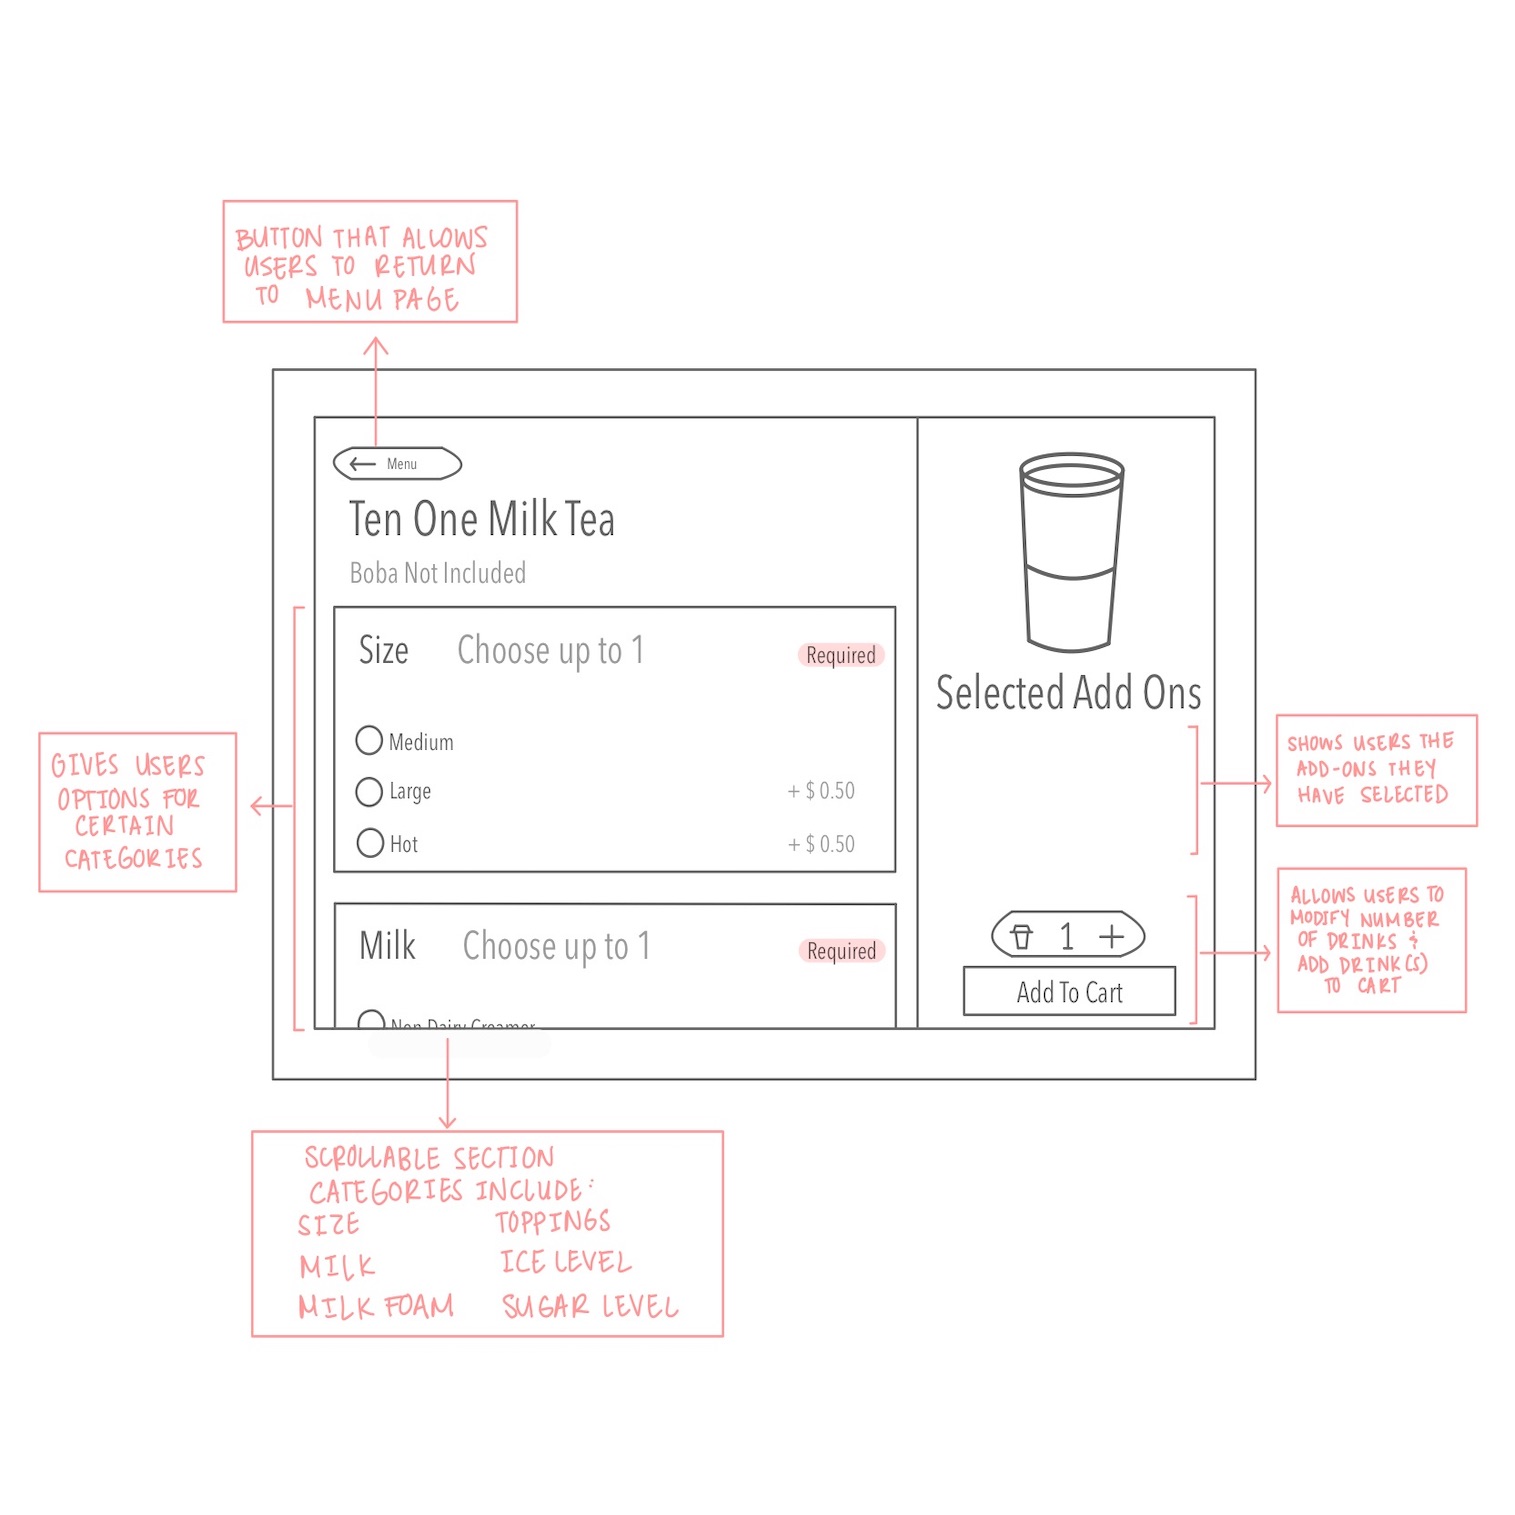 BUTTON THAT ALLOWS
USERS TO RETURN
TO MENU PAGE
Menu
Ten One Milk Tea
Boba Not Included
Size Choose up to 1 Required
Medium
Large + $ 0.50
Hot + $ 0.50
Milk Choose up to 1 Required
Non Dairy Creamer
Selected Add Ons
1 +
Add To Cart
GIVES USERS
OPTIONS FOR
CERTAIN
CATEGORIES
SHOWS USERS THE
ADD-ONS THEY
HAVE SELECTED
ALLOWS USERS TO
MODIFY NUMBER
OF DRINKS &
ADD DRINK(S)
TO CART
SCROLLABLE SECTION
CATEGORIES INCLUDE:
SIZE TOPPINGS
MILK ICE LEVEL
MILK FOAM SUGAR LEVEL